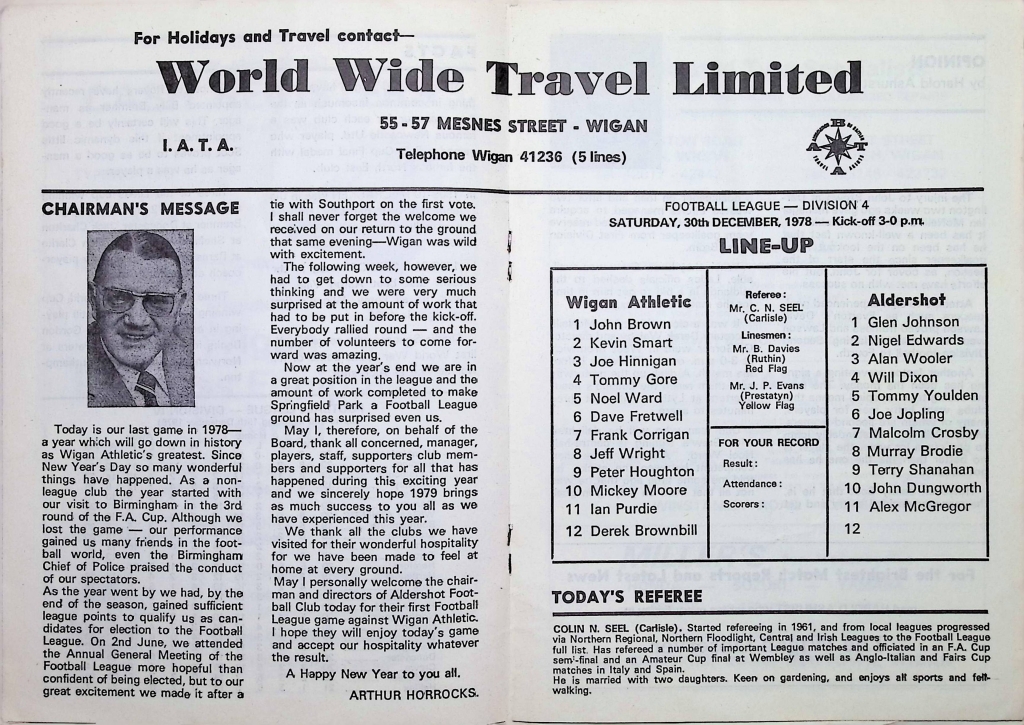 For Holidays and Travel contact—
World Wide Travel Limited
55-57 MESNES STREET - WIGAN
I. A. T. A.
Telephone Wigan 41236 (5 lines)
A B T A
CHAIRMAN'S MESSAGE
Today is our last game in 1978—
a year which will go down in history
as Wigan Athletic's greatest. Since
New Year's Day so many wonderful
things have happened. As a non-
league club the year started with
our visit to Birmingham in the 3rd
round of the F.A. Cup. Although we
lost the game — our performance
gained us many friends in the foot-
ball world, even the Birmingham
Chief of Police praised the conduct
of our spectators.
As the year went by we had, by the
end of the season, gained sufficient
league points to qualify us as can-
didates for election to the Football
League. On 2nd June, we attended
the Annual General Meeting of the
Football League more hopeful than
confident of being elected, but to our
great excitement we made it after a
tie with Southport on the first vote.
I shall never forget the welcome we
received on our return to the ground
that same evening—Wigan was wild
with excitement.
The following week, however, we
had to get down to some serious
thinking and we were very much
surprised at the amount of work that
had to be put in before the kick-off.
Everybody rallied round — and the
number of volunteers to come for-
ward was amazing.
Now at the year's end we are in
a great position in the league and the
amount of work completed to make
Springfield Park a Football League
ground has surprised even us.
May I, therefore, on behalf of the
Board, thank all concerned, manager,
players, staff, supporters club mem-
bers and supporters for all that has
happened during this exciting year
and we sincerely hope 1979 brings
as much success to you all as we
have experienced this year.
We thank all the clubs we have
visited for their wonderful hospitality
for we have been made to feel at
home at every ground.
May I personally welcome the chair-
man and directors of Aldershot Foot-
ball Club today for their first Football
League game against Wigan Athletic.
I hope they will enjoy today's game
and accept our hospitality whatever
the result.
A Happy New Year to you all.
ARTHUR HORROCKS.
FOOTBALL LEAGUE — DIVISION 4
SATURDAY, 30th DECEMBER, 1978 — Kick-off 3-0 p.m.
LINE-UP
Wigan Athletic
1 John Brown
2 Kevin Smart
3 Joe Hinnigan
4 Tommy Gore
5 Noel Ward
6 Dave Fretwell
7 Frank Corrigan
8 Jeff Wright
9 Peter Houghton
10 Mickey Moore
11 Ian Purdie
12 Derek Brownbill
Referee:
Mr. C. N. SEEL
(Carlisle)
Linesmen:
Mr. B. Davies
(Ruthin)
Red Flag
Mr. J. P. Evans
(Prestatyn)
Yellow Flag
FOR YOUR RECORD
Result:
Attendance:
Scorers:
Aldershot
1 Glen Johnson
2 Nigel Edwards
3 Alan Wooler
4 Will Dixon
5 Tommy Youlden
6 Joe Jopling
7 Malcolm Crosby
8 Murray Brodie
9 Terry Shanahan
10 John Dungworth
11 Alex McGregor
12
TODAY'S REFEREE
COLIN N. SEEL (Carlisle). Started refereeing in 1961, and from local leagues progressed
via Northern Regional, Northern Floodlight, Central and Irish Leagues to the Football League
full list. Has refereed a number of important League matches and officiated in an F.A. Cup
semi-final and an Amateur Cup final at Wembley as well as Anglo-Italian and Fairs Cup
matches in Italy and Spain.
He is married with two daughters. Keen on gardening, and enjoys all sports and fell-
walking.